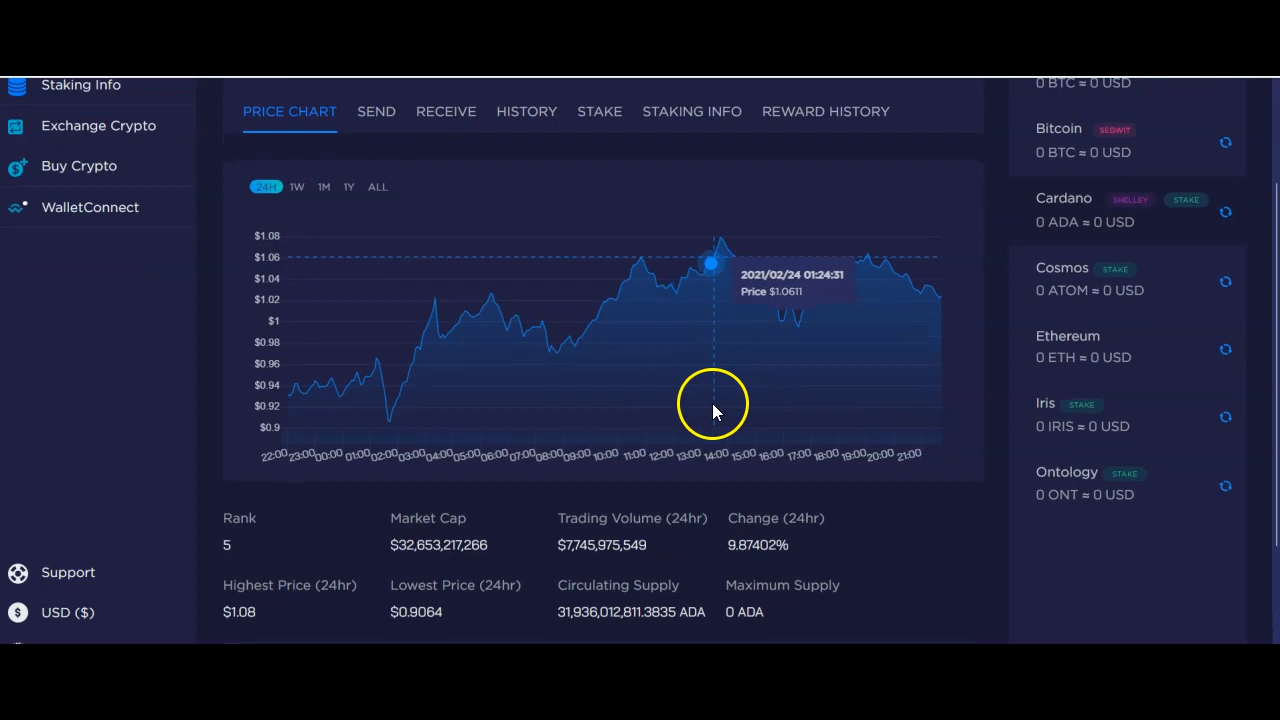 Staking Info
Exchange Crypto
Buy Crypto
WalletConnect
Support
USD ($)
PRICE CHART SEND RECEIVE HISTORY STAKE STAKING INFO REWARD HISTORY
24H 1W 1M 1Y ALL
$1.08
$1.06
$1.04
$1.02
$1
$0.98
$0.96
$0.94
$0.92
$0.9
2021/02/24 01:24:31
Price $1.0611
22:00 23:00 00:00 01:00 02:00 03:00 04:00 05:00 06:00 07:00 08:00 09:00 10:00 11:00 12:00 13:00 14:00 15:00 16:00 17:00 18:00 19:00 20:00 21:00
Rank Market Cap Trading Volume (24hr) Change (24hr)
5 $32,653,217,266 $7,745,975,549 9.87402%
Highest Price (24hr) Lowest Price (24hr) Circulating Supply Maximum Supply
$1.08 $0.9064 31,936,012,811.3835 ADA 0 ADA
0 BTC ≈ 0 USD
Bitcoin SEGWIT
0 BTC ≈ 0 USD
Cardano SHELLEY STAKE
0 ADA ≈ 0 USD
Cosmos STAKE
0 ATOM ≈ 0 USD
Ethereum
0 ETH ≈ 0 USD
Iris STAKE
0 IRIS ≈ 0 USD
Ontology STAKE
0 ONT ≈ 0 USD